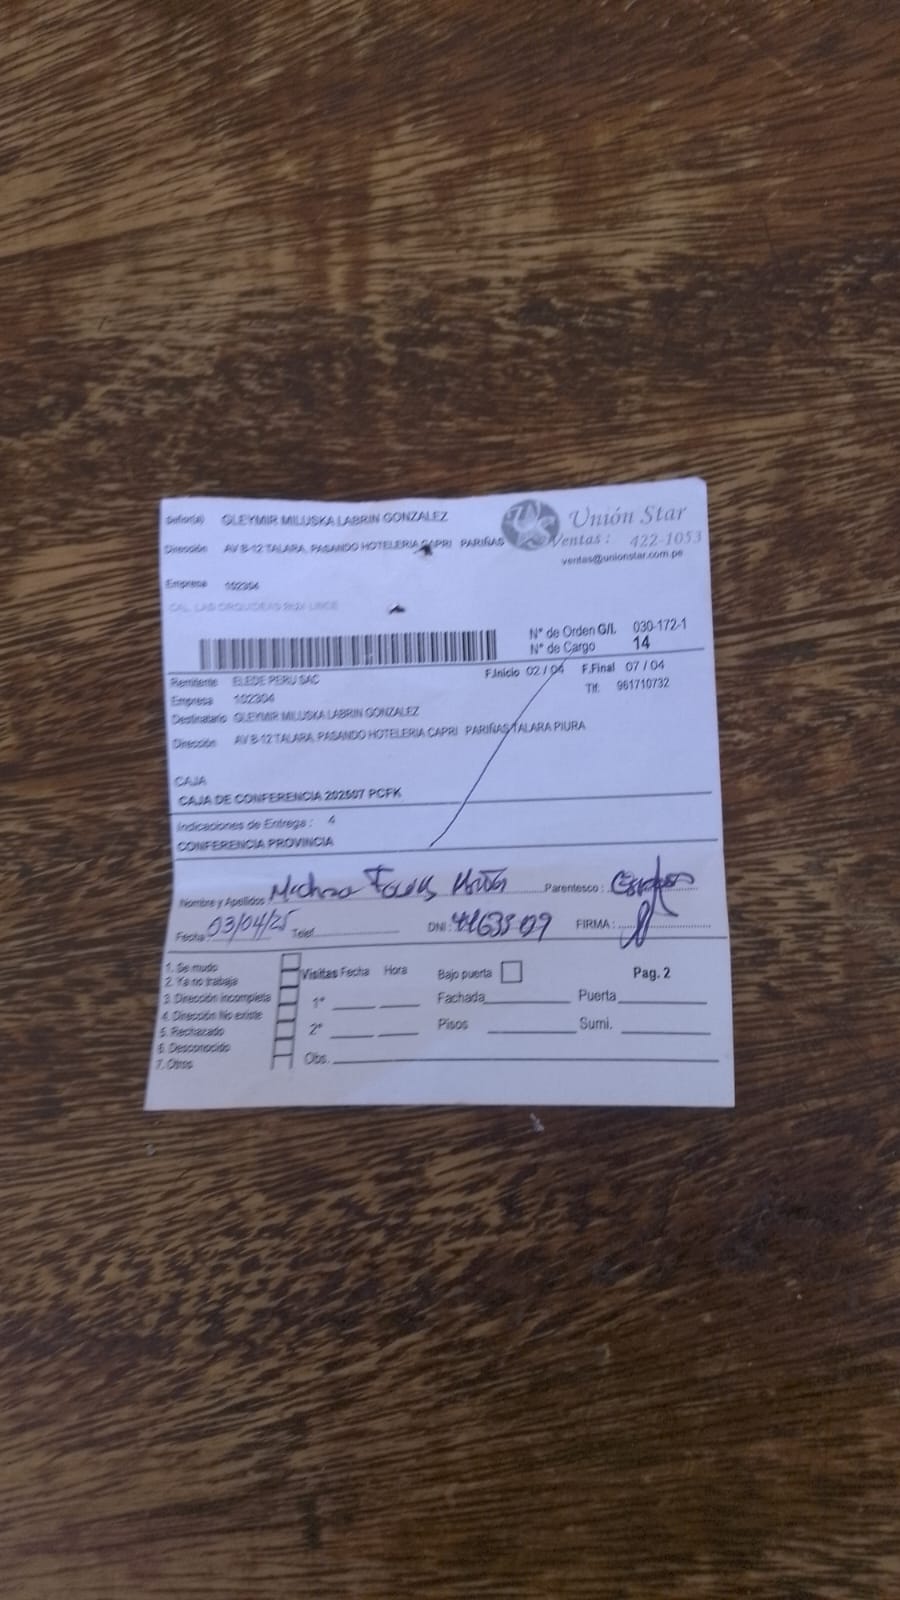 Señor(a) GLEYMIR MILUSKA LABRIN GONZALEZ
Unión Star
Dirección AV B-12 TALARA, PASANDO HOTELERIA CAPRI PARIÑAS
Ventas: 422-1053
ventas@unionstar.com.pe
Empresa 102304
CAL. LAS ORQUIDEAS LINCE
N° de Orden G/L 030-172-1
N° de Cargo 14
Remitente ELEDE PERU SAC
F.Inicio 02 / 04 F.Final 07 / 04
Empresa 102304
Tlf: 961710732
Destinatario GLEYMIR MILUSKA LABRIN GONZALEZ
Dirección AV B-12 TALARA, PASANDO HOTELERIA CAPRI PARIÑAS TALARA PIURA
CAJA
CAJA DE CONFERENCIA 202507 PCFK
Indicaciones de Entrega : 4
CONFERENCIA PROVINCIA
Nombre y Apellidos Parentesco :
Fecha 03/04/25 Telef. DNI: FIRMA:
1. Se mudo
2. Ya no trabaja
3. Dirección incompleta
4. Dirección No existe
5. Rechazado
6. Desconocido
7. Otros
Visitas Fecha Hora Bajo puerta Pag. 2
1° Fachada Puerta
2° Pisos Sumi.
Obs.